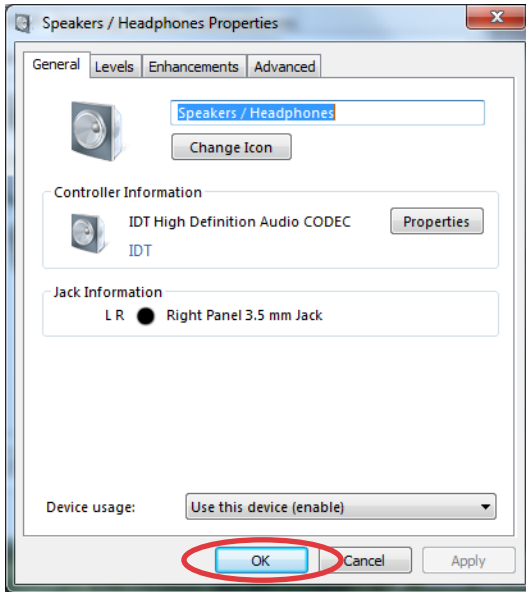 Speakers / Headphones Properties
General Levels Enhancements Advanced
Speakers / Headphones
Change Icon
Controller Information
IDT High Definition Audio CODEC Properties
IDT
Jack Information
L R Right Panel 3.5 mm Jack
Device usage: Use this device (enable)
OK Cancel Apply